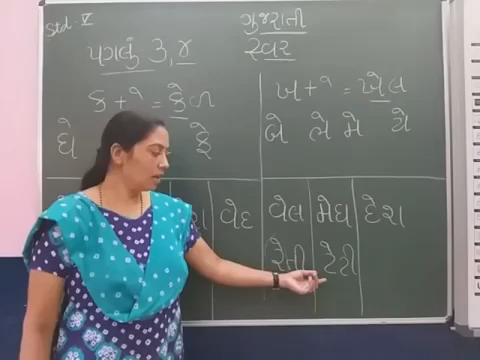 Std : V ગુજરાતી
પગલું ૩,૪ સ્વર
ક + ે = કેળ ખ + ે = ખેલ
ઘે ફે બે લે મે યે
વેદ વેલ મેઘ દેશ
રેતી ટેટી